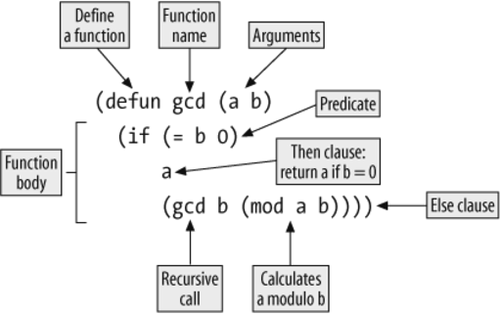 Define
a function
Function
name
Arguments
(defun gcd (a b)
(if (= b 0)
Predicate
Function
body
a
Then clause:
return a if b = 0
(gcd b (mod a b))))
Else clause
Recursive
call
Calculates
a modulo b